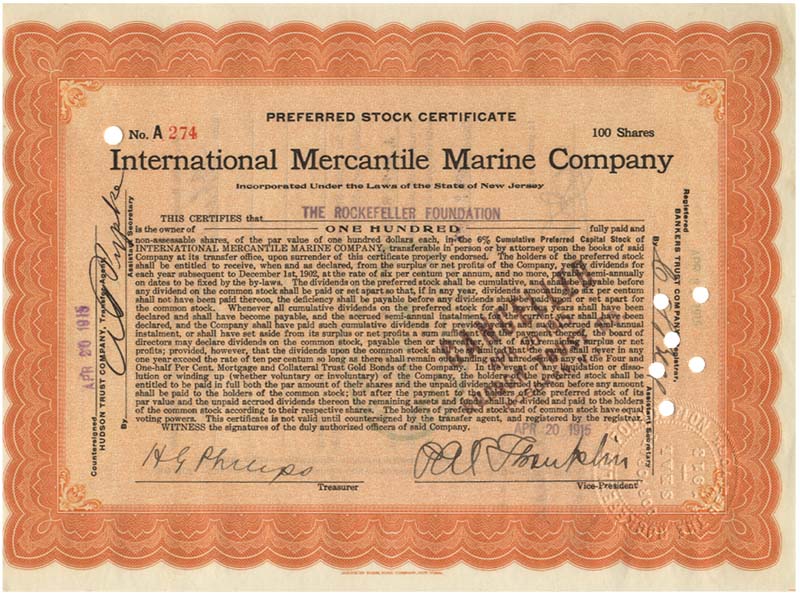 PREFERRED STOCK CERTIFICATE
No. A 274
100 Shares
International Mercantile Marine Company
Incorporated Under the Laws of the State of New Jersey
THIS CERTIFIES that THE ROCKEFELLER FOUNDATION
is the owner of ONE HUNDRED fully paid and
non-assessable shares, of the par value of one hundred dollars each, in the 6% Cumulative Preferred Capital Stock of
INTERNATIONAL MERCANTILE MARINE COMPANY, transferable in person or by attorney upon the books of said
Company at its transfer office, upon surrender of this certificate properly endorsed. The holders of the preferred stock
shall be entitled to receive, when and as declared, from the surplus or net profits of the Company, yearly dividends for
each year subsequent to December 1st, 1902, at the rate of six per centum per annum, and no more, payable semi-annually
on dates to be fixed by the by-laws. The dividends on the preferred stock shall be cumulative, and shall be payable before
any dividend on the common stock shall be paid or set apart so that, if in any year, dividends amounting to six per centum
shall not have been paid thereon, the deficiency shall be payable before any dividends shall be paid upon or set apart for
the common stock. Whenever all cumulative dividends on the preferred stock for all previous years shall have been
declared and shall have become payable, and the accrued semi-annual instalments for the current year shall have been
declared, and the Company shall have paid such cumulative dividends for previous years and such accrued semi-annual
instalment, or shall have set aside from its surplus or net profits a sum sufficient for the payment thereof, the board of
directors may declare dividends on the common stock, payable then or thereafter, out of any remaining surplus or net
profits; provided, however, that the dividends upon the common stock of the Company shall never in any
one year exceed the rate of ten per centum so long as there shall remain outstanding and unpaid any of the Four and
One-half Per Cent, Mortgage and Collateral Trust Gold Bonds of the Company. In the event of any liquidation or disso-
lution or winding up (whether voluntary or involuntary) of the Company, the holders of the preferred stock shall be
entitled to be paid in full both the par amount of their shares and the unpaid dividends accrued thereon before any amount
shall be paid to the holders of the common stock; but after the payment to the holders of the preferred stock of its
par value and the unpaid accrued dividends thereon the remaining assets and funds shall be divided and paid to the holders
of the common stock according to their respective shares. The holders of preferred stock and of common stock have equal
voting powers. This certificate is not valid until countersigned by the transfer agent, and registered by the registrar.
WITNESS the signatures of the duly authorized officers of said Company.
APR 20 1915
H G Philips
Treasurer
P A S Franklin
Vice-President
Countersigned APR 20 1915
HUDSON TRUST COMPANY, Transfer Agent
By
Assistant Secretary
Registered
BANKERS TRUST COMPANY, Registrar,
By
Assistant Secretary
CANCELLED